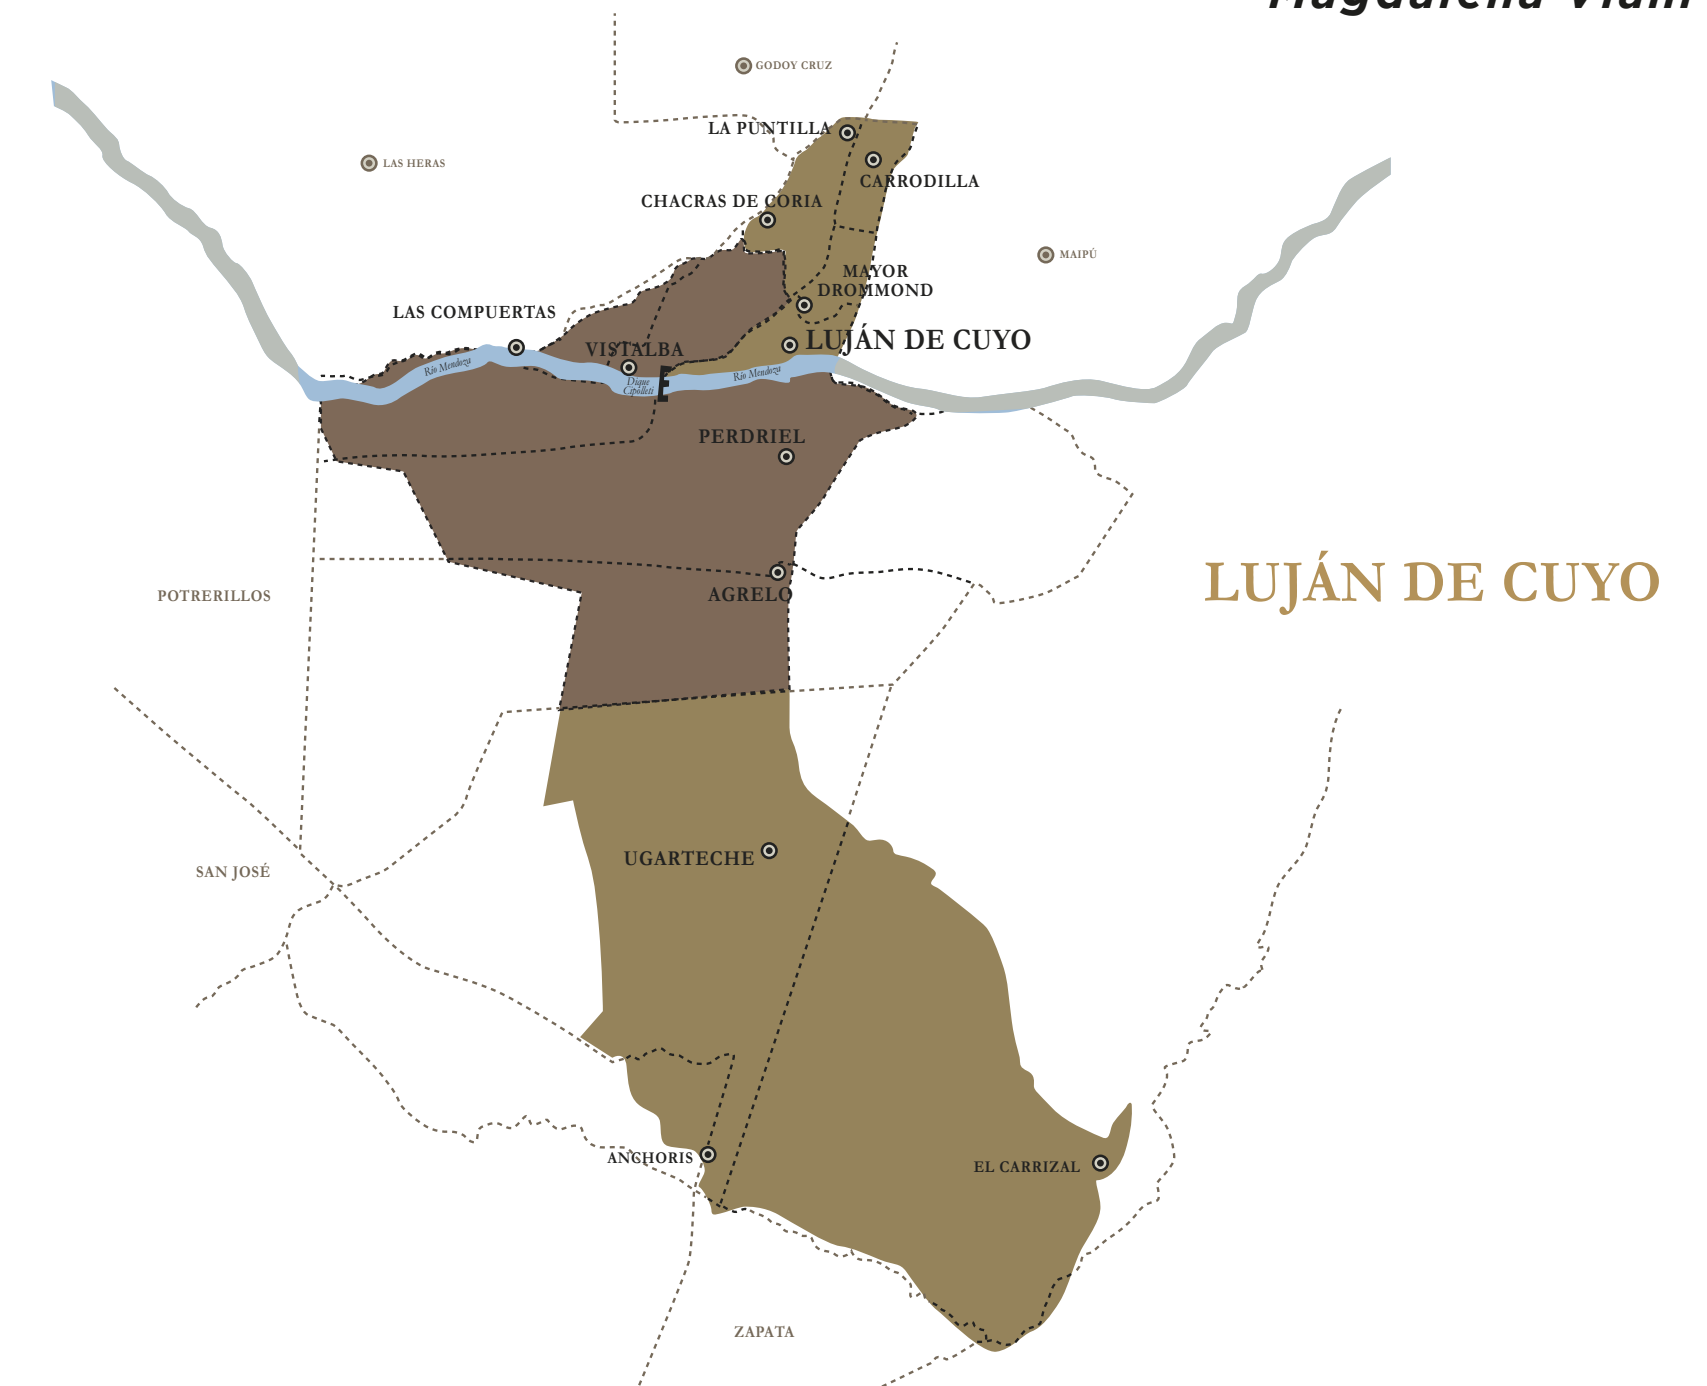 GODOY CRUZ
LA PUNTILLA
LAS HERAS
CARRODILLA
CHACRAS DE CORIA
MAIPÚ
MAYOR
DROMMOND
LAS COMPUERTAS
LUJÁN DE CUYO
VISTALBA
Río Mendoza
Río Mendoza
Dique
Cipolleti
PERDRIEL
LUJÁN DE CUYO
POTRERILLOS
AGRELO
UGARTECHE
SAN JOSÉ
ANCHORIS
EL CARRIZAL
ZAPATA